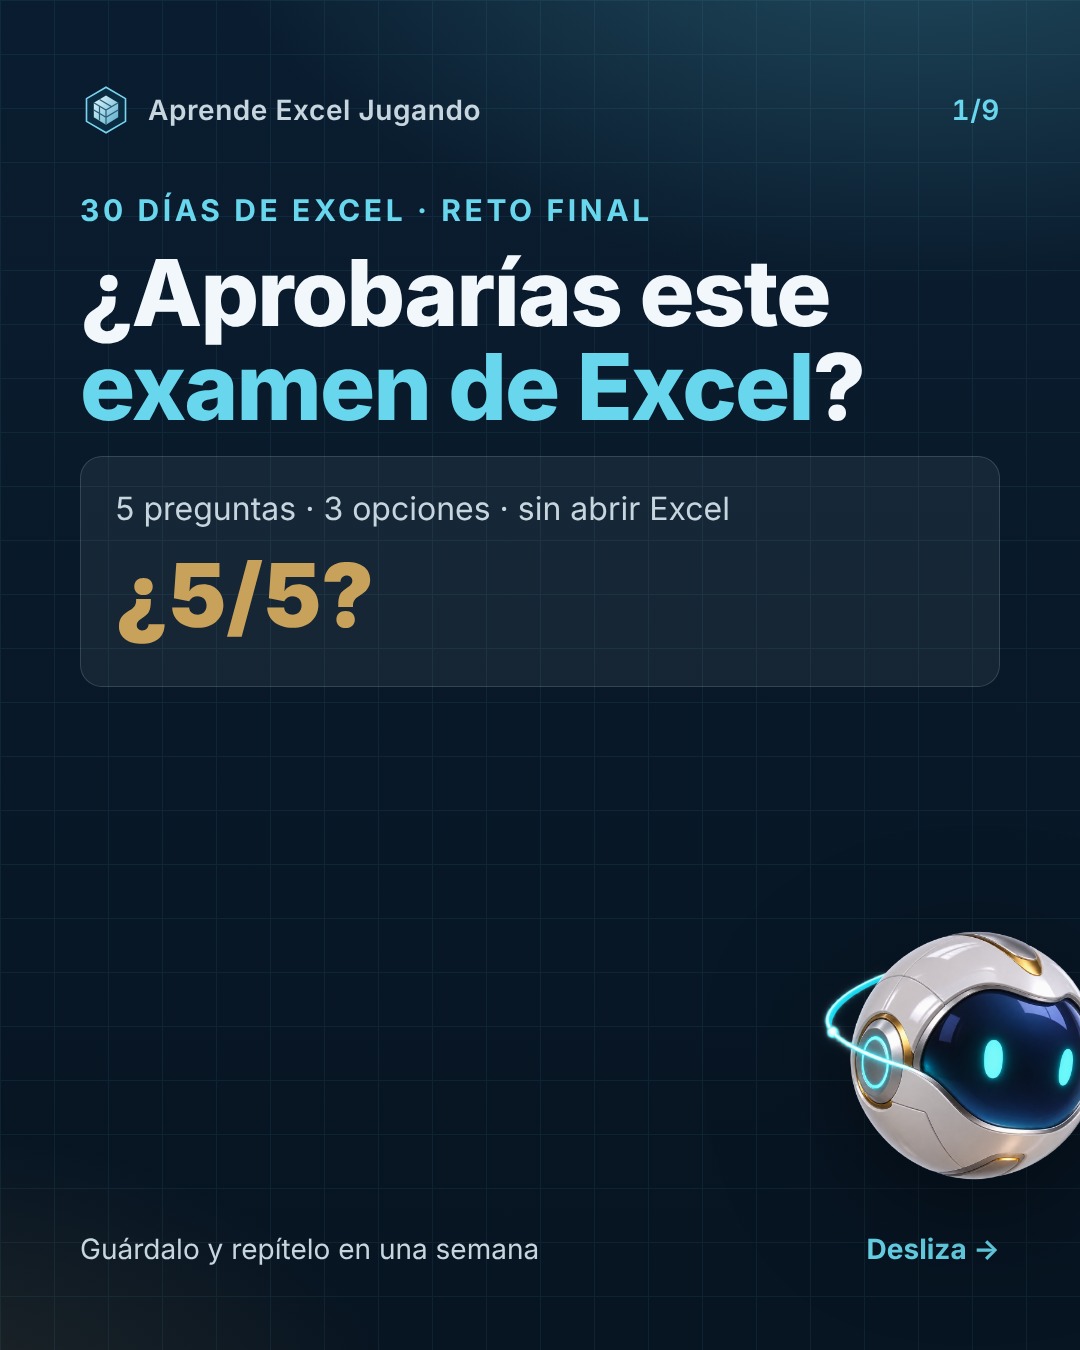 Aprende Excel Jugando
1/9
30 DÍAS DE EXCEL · RETO FINAL
¿Aprobarías este
examen de Excel?
5 preguntas · 3 opciones · sin abrir Excel
¿5/5?
Guárdalo y repítelo en una semana
Desliza →